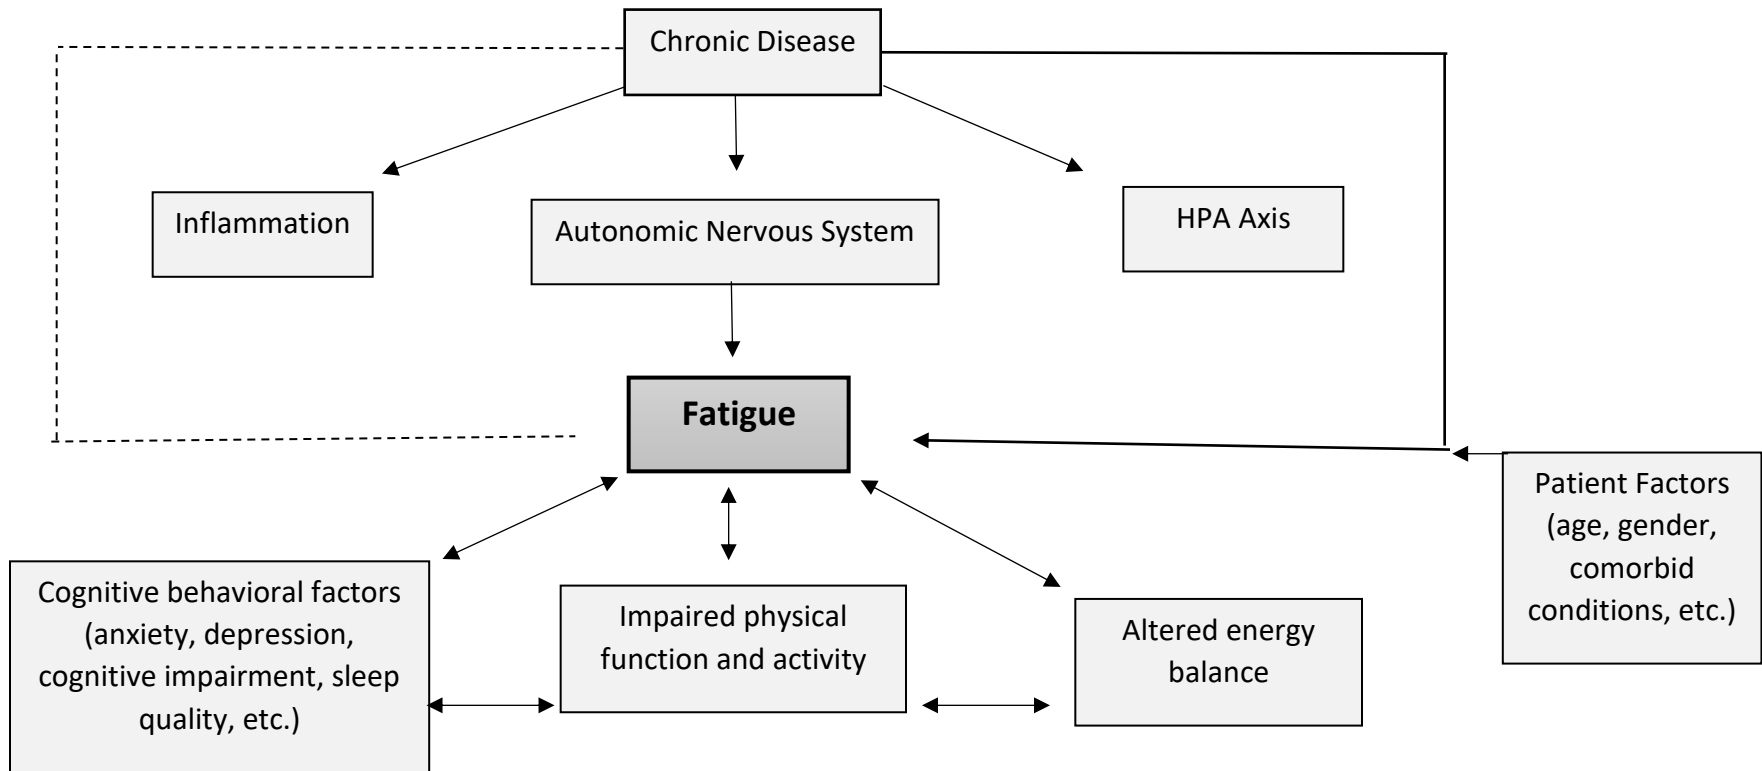 Chronic Disease
Inflammation
Autonomic Nervous System
HPA Axis
Fatigue
Patient Factors
(age, gender,
comorbid
conditions, etc.)
Cognitive behavioral factors
(anxiety, depression,
cognitive impairment, sleep
quality, etc.)
Impaired physical
function and activity
Altered energy
balance